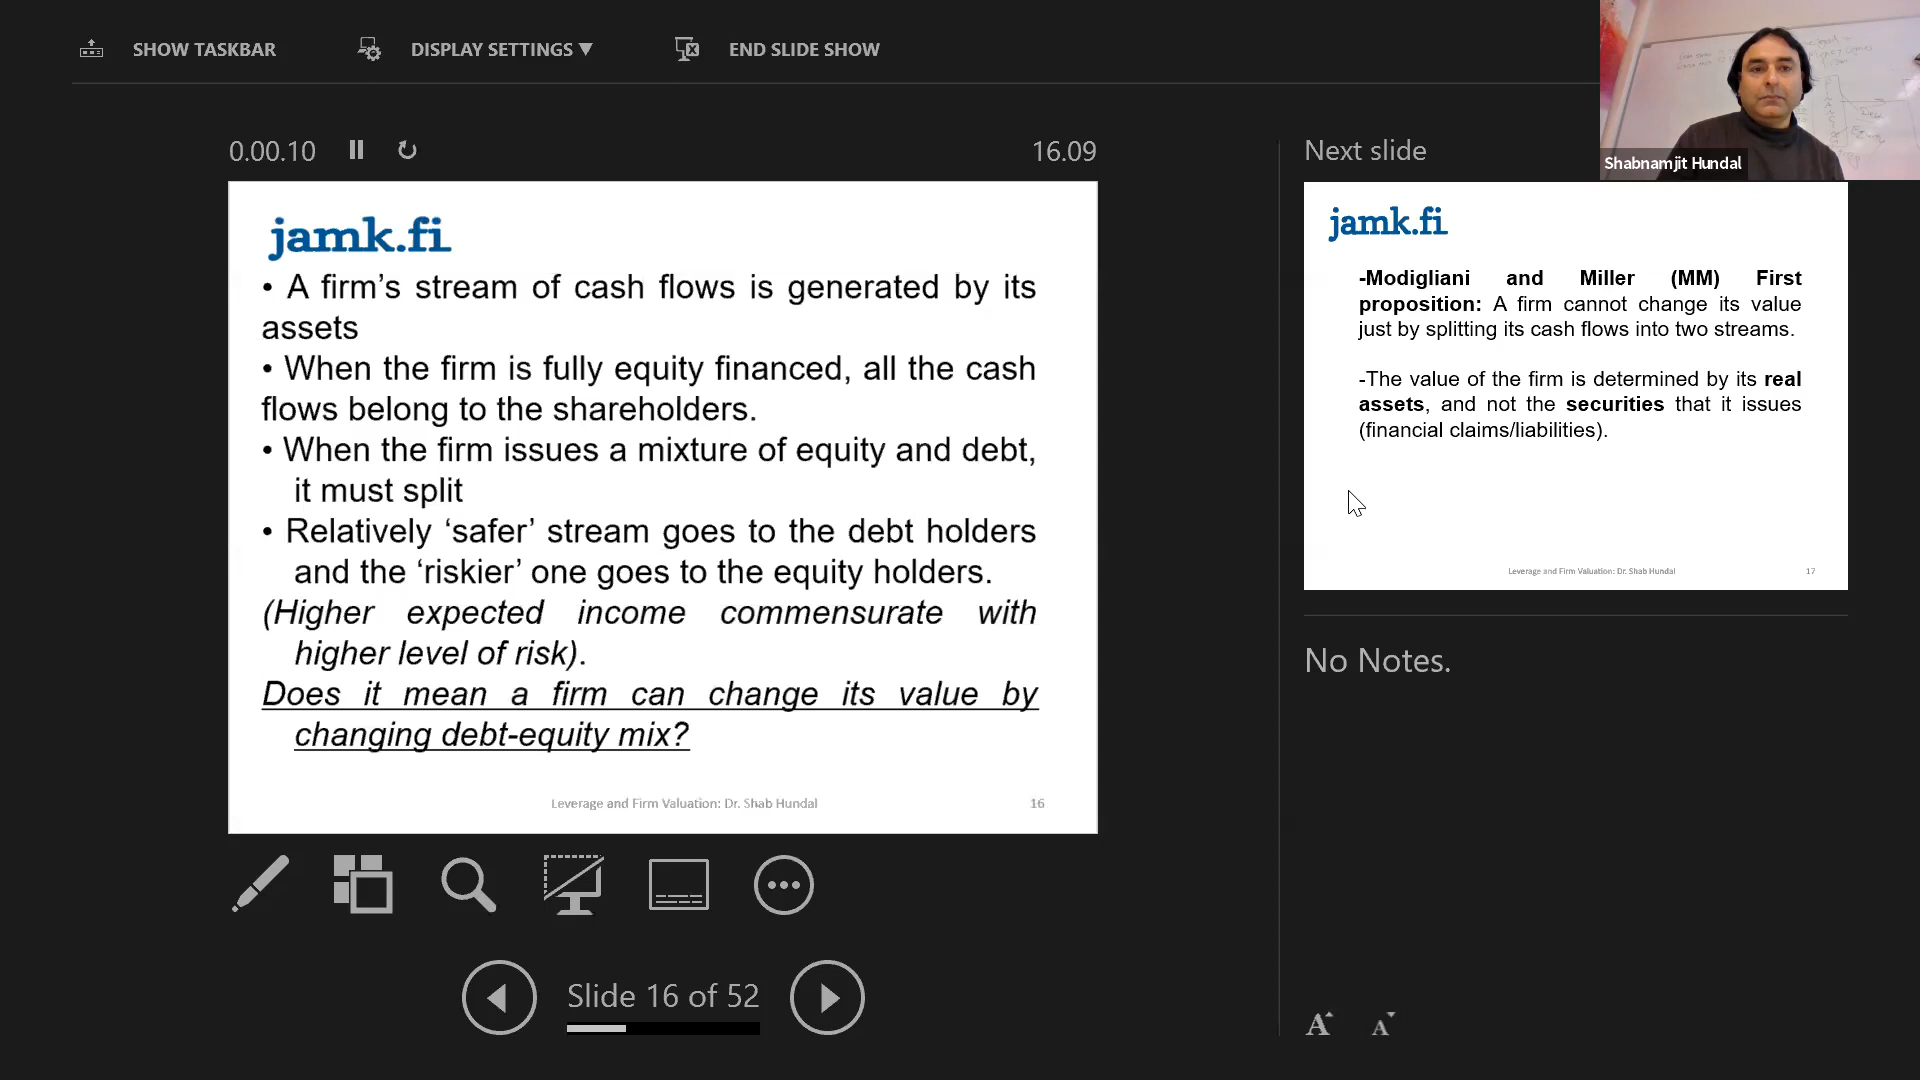 SHOW TASKBAR
DISPLAY SETTINGS ▼
END SLIDE SHOW
Shabnamjit Hundal
0.00.10
16.09
Next slide
jamk.fi
• A firm’s stream of cash flows is generated by its
assets
• When the firm is fully equity financed, all the cash
flows belong to the shareholders.
• When the firm issues a mixture of equity and debt,
it must split
• Relatively ‘safer’ stream goes to the debt holders
and the ‘riskier’ one goes to the equity holders.
(Higher expected income commensurate with
higher level of risk).
Does it mean a firm can change its value by
changing debt-equity mix?
Leverage and Firm Valuation: Dr. Shab Hundal
16
jamk.fi
-Modigliani and Miller (MM) First
proposition: A firm cannot change its value
just by splitting its cash flows into two streams.
-The value of the firm is determined by its real
assets, and not the securities that it issues
(financial claims/liabilities).
Leverage and Firm Valuation: Dr. Shab Hundal
17
No Notes.
Slide 16 of 52
A A